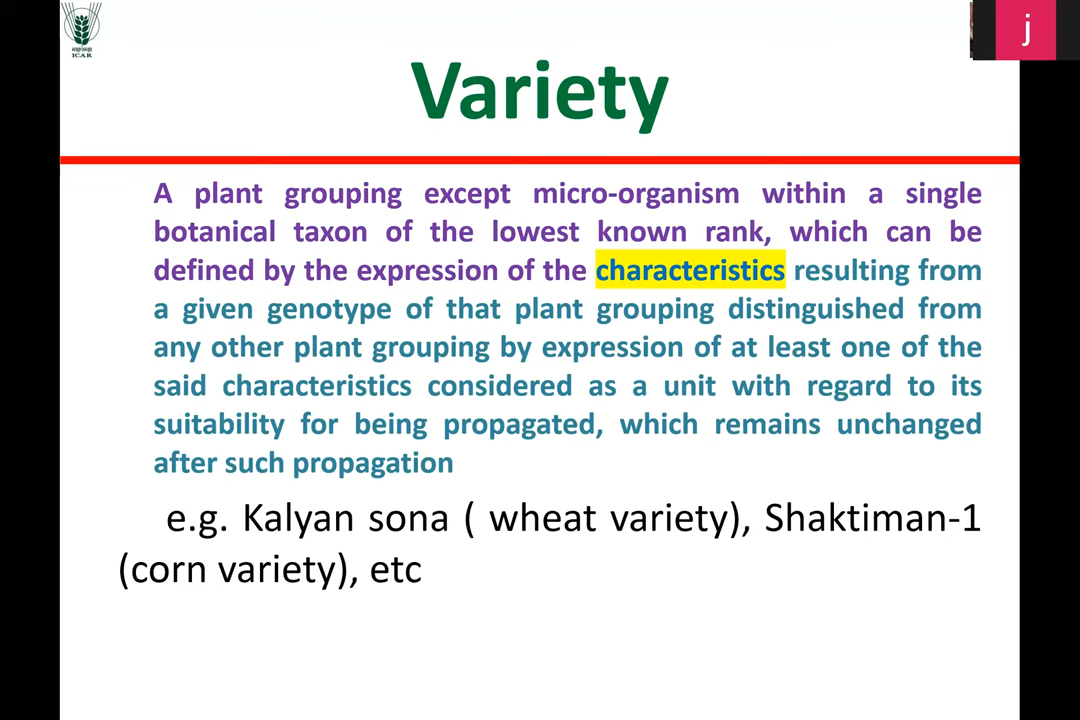 ICAR
j
Variety
A plant grouping except micro-organism within a single
botanical taxon of the lowest known rank, which can be
defined by the expression of the characteristics resulting from
a given genotype of that plant grouping distinguished from
any other plant grouping by expression of at least one of the
said characteristics considered as a unit with regard to its
suitability for being propagated, which remains unchanged
after such propagation
e.g. Kalyan sona ( wheat variety), Shaktiman-1
(corn variety), etc